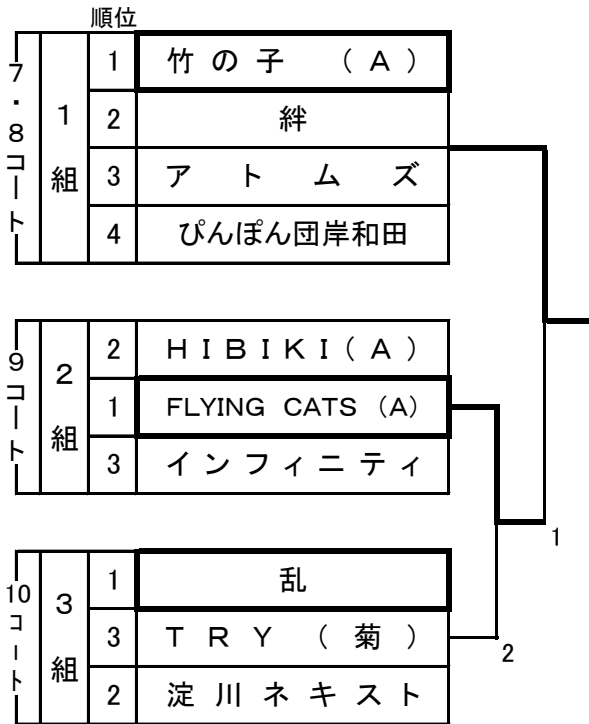 順位
7・8コート
1組
1 竹の子 （A）
2 絆
3 アトムズ
4 ぴんぽん団岸和田
9コート
2組
2 HIBIKI（A）
1 FLYING CATS（A）
3 インフィニティ
1
10コート
3組
1 乱
3 TRY（菊）
2
2 淀川ネキスト